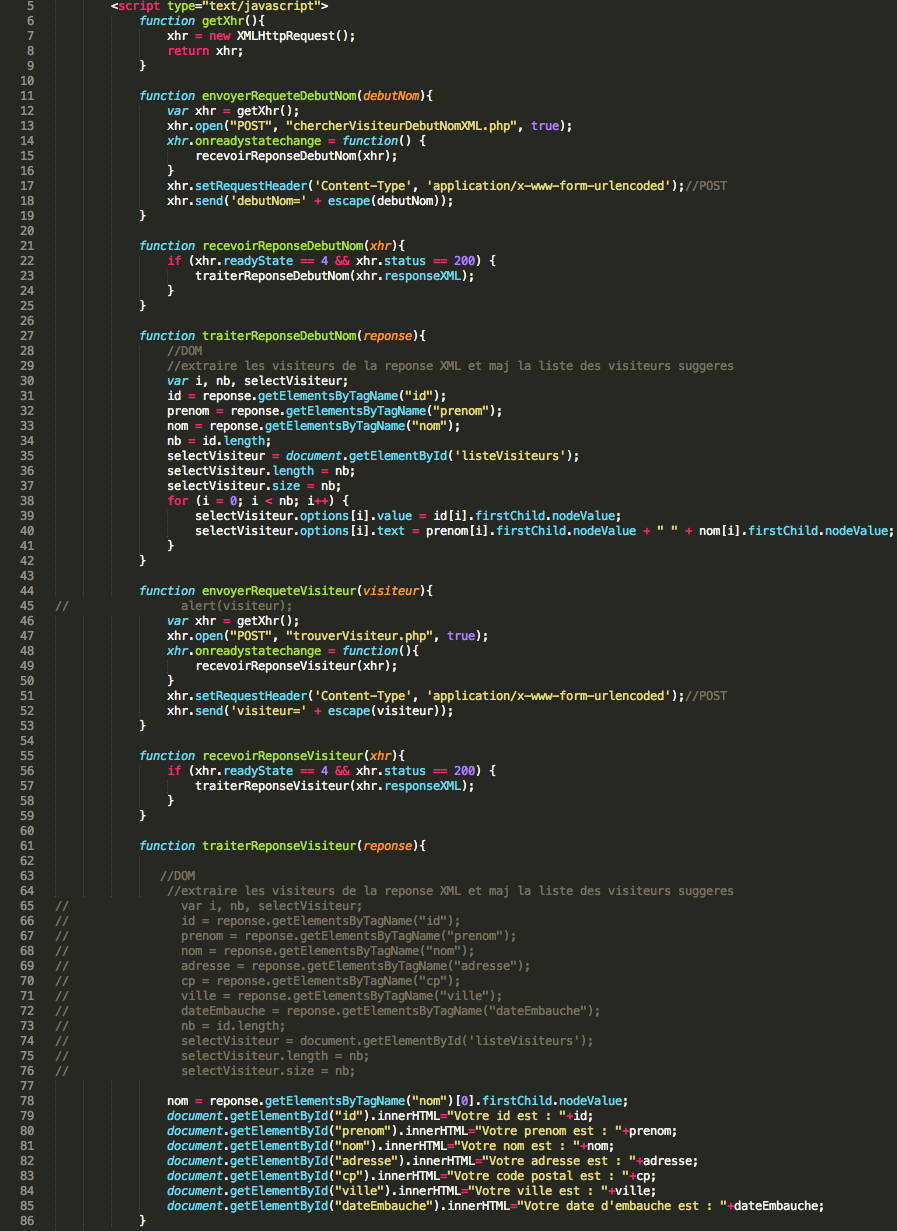 5 <script type="text/javascript">
6 function getXhr(){
7 xhr = new XMLHttpRequest();
8 return xhr;
9 }
10
11 function envoyerRequeteDebutNom(debutNom){
12 var xhr = getXhr();
13 xhr.open("POST", "chercherVisiteurDebutNomXML.php", true);
14 xhr.onreadystatechange = function() {
15 recevoirReponseDebutNom(xhr);
16 }
17 xhr.setRequestHeader('Content-Type', 'application/x-www-form-urlencoded');//POST
18 xhr.send('debutNom=' + escape(debutNom));
19 }
20
21 function recevoirReponseDebutNom(xhr){
22 if (xhr.readyState == 4 && xhr.status == 200) {
23 traiterReponseDebutNom(xhr.responseXML);
24 }
25 }
26
27 function traiterReponseDebutNom(reponse){
28 //DOM
29 //extraire les visiteurs de la reponse XML et maj la liste des visiteurs suggeres
30 var i, nb, selectVisiteur;
31 id = reponse.getElementsByTagName("id");
32 prenom = reponse.getElementsByTagName("prenom");
33 nom = reponse.getElementsByTagName("nom");
34 nb = id.length;
35 selectVisiteur = document.getElementById('listeVisiteurs');
36 selectVisiteur.length = nb;
37 selectVisiteur.size = nb;
38 for (i = 0; i < nb; i++) {
39 selectVisiteur.options[i].value = id[i].firstChild.nodeValue;
40 selectVisiteur.options[i].text = prenom[i].firstChild.nodeValue + " " + nom[i].firstChild.nodeValue;
41 }
42 }
43
44 function envoyerRequeteVisiteur(visiteur){
45 // alert(visiteur);
46 var xhr = getXhr();
47 xhr.open("POST", "trouverVisiteur.php", true);
48 xhr.onreadystatechange = function(){
49 recevoirReponseVisiteur(xhr);
50 }
51 xhr.setRequestHeader('Content-Type', 'application/x-www-form-urlencoded');//POST
52 xhr.send('visiteur=' + escape(visiteur));
53 }
54
55 function recevoirReponseVisiteur(xhr){
56 if (xhr.readyState == 4 && xhr.status == 200) {
57 traiterReponseVisiteur(xhr.responseXML);
58 }
59 }
60
61 function traiterReponseVisiteur(reponse){
62
63 //DOM
64 //extraire les visiteurs de la reponse XML et maj la liste des visiteurs suggeres
65 // var i, nb, selectVisiteur;
66 // id = reponse.getElementsByTagName("id");
67 // prenom = reponse.getElementsByTagName("prenom");
68 // nom = reponse.getElementsByTagName("nom");
69 // adresse = reponse.getElementsByTagName("adresse");
70 // cp = reponse.getElementsByTagName("cp");
71 // ville = reponse.getElementsByTagName("ville");
72 // dateEmbauche = reponse.getElementsByTagName("dateEmbauche");
73 // nb = id.length;
74 // selectVisiteur = document.getElementById('listeVisiteurs');
75 // selectVisiteur.length = nb;
76 // selectVisiteur.size = nb;
77
78 nom = reponse.getElementsByTagName("nom")[0].firstChild.nodeValue;
79 document.getElementById("id").innerHTML="Votre id est : "+id;
80 document.getElementById("prenom").innerHTML="Votre prenom est : "+prenom;
81 document.getElementById("nom").innerHTML="Votre nom est : "+nom;
82 document.getElementById("adresse").innerHTML="Votre adresse est : "+adresse;
83 document.getElementById("cp").innerHTML="Votre code postal est : "+cp;
84 document.getElementById("ville").innerHTML="Votre ville est : "+ville;
85 document.getElementById("dateEmbauche").innerHTML="Votre date d'embauche est : "+dateEmbauche;
86 }